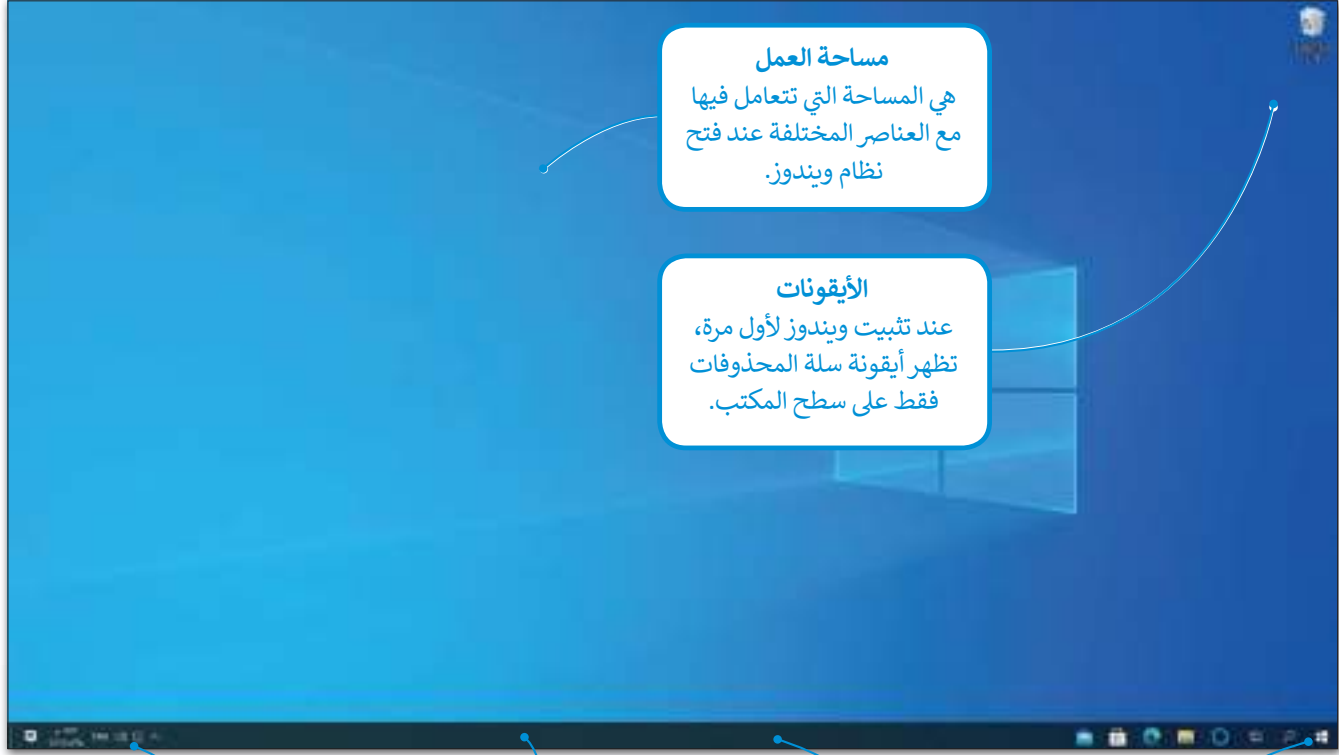 مساحة العمل
هي المساحة التي تتعامل فيها
مع العناصر المختلفة عند فتح
نظام ويندوز.
الأيقونات
عند تثبيت ويندوز لأول مرة،
تظهر أيقونة سلة المحذوفات
فقط على سطح المكتب.